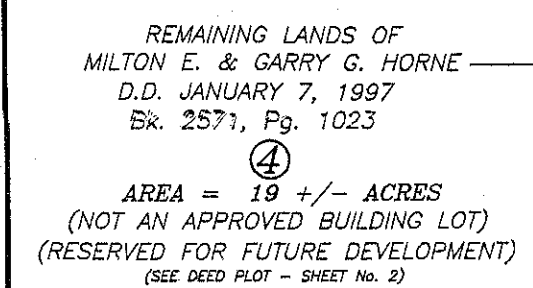 REMAINING LANDS OF
MILTON E. & GARRY G. HORNE
D.D. JANUARY 7, 1997
Bk. 2571, Pg. 1023
4
AREA = 19 +/- ACRES
(NOT AN APPROVED BUILDING LOT)
(RESERVED FOR FUTURE DEVELOPMENT)
(SEE DEED PLOT - SHEET No. 2)